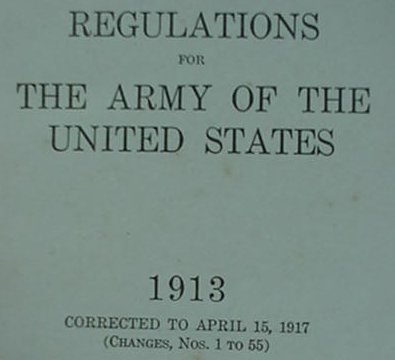 REGULATIONS
FOR
THE ARMY OF THE
UNITED STATES
1913
CORRECTED TO APRIL 15, 1917
(CHANGES, NOS. 1 TO 55)